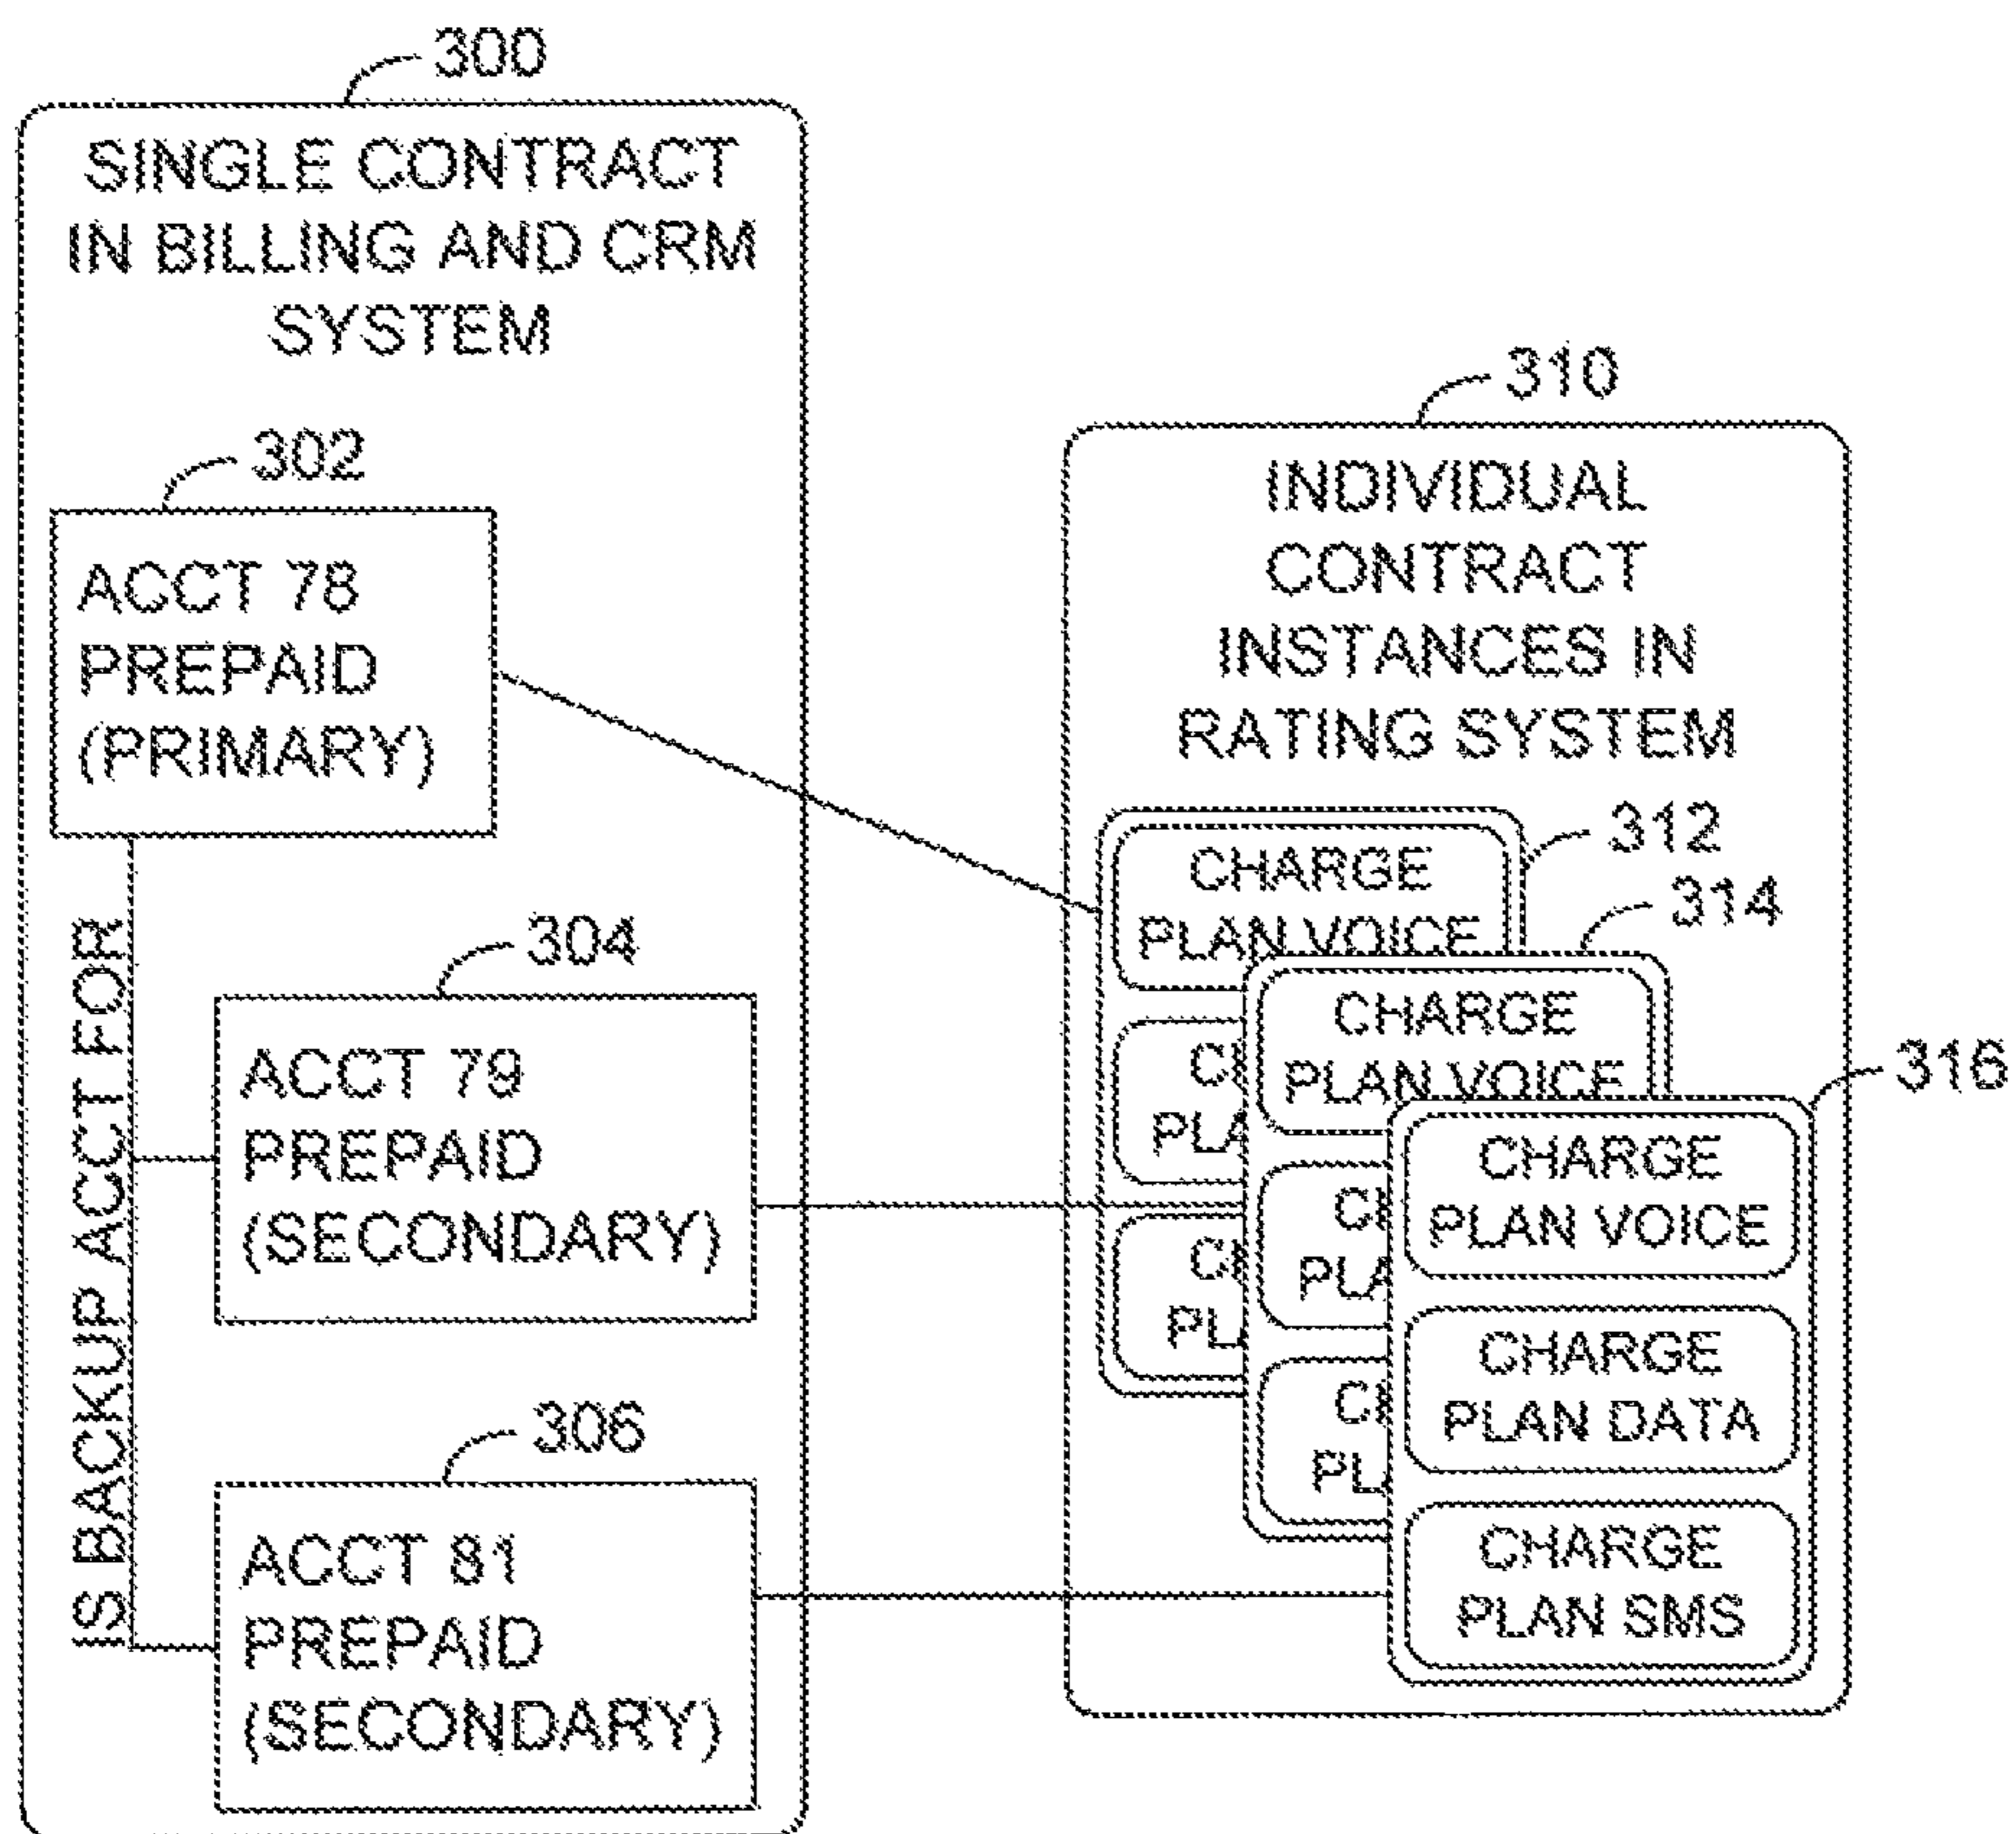 300
SINGLE CONTRACT
IN BILLING AND CRM
SYSTEM
302
ACCT 78
PREPAID
(PRIMARY)
IS BACKUP ACCT FOR
304
ACCT 79
PREPAID
(SECONDARY)
306
ACCT 81
PREPAID
(SECONDARY)
310
INDIVIDUAL
CONTRACT
INSTANCES IN
RATING SYSTEM
312
CHARGE
PLAN VOICE
314
CHARGE
PLAN VOICE
316
CHARGE
PLAN VOICE
CHARGE
PLAN DATA
CHARGE
PLAN SMS